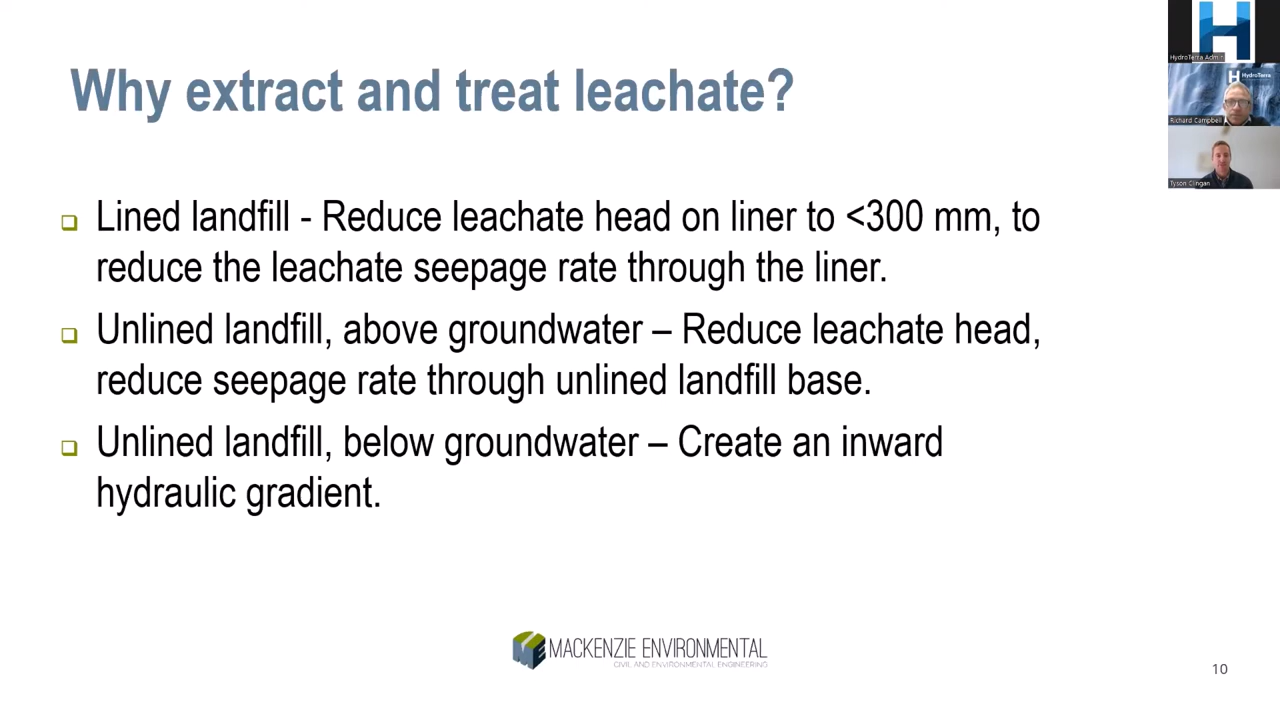 Why extract and treat leachate?
Lined landfill - Reduce leachate head on liner to <300 mm, to
reduce the leachate seepage rate through the liner.
Unlined landfill, above groundwater – Reduce leachate head,
reduce seepage rate through unlined landfill base.
Unlined landfill, below groundwater – Create an inward
hydraulic gradient.
MACKENZIE ENVIRONMENTAL
CIVIL AND ENVIRONMENTAL ENGINEERING
10
H
HydroTerra Admin
HydroTerra
Richard Campbell
Tyson Clingan